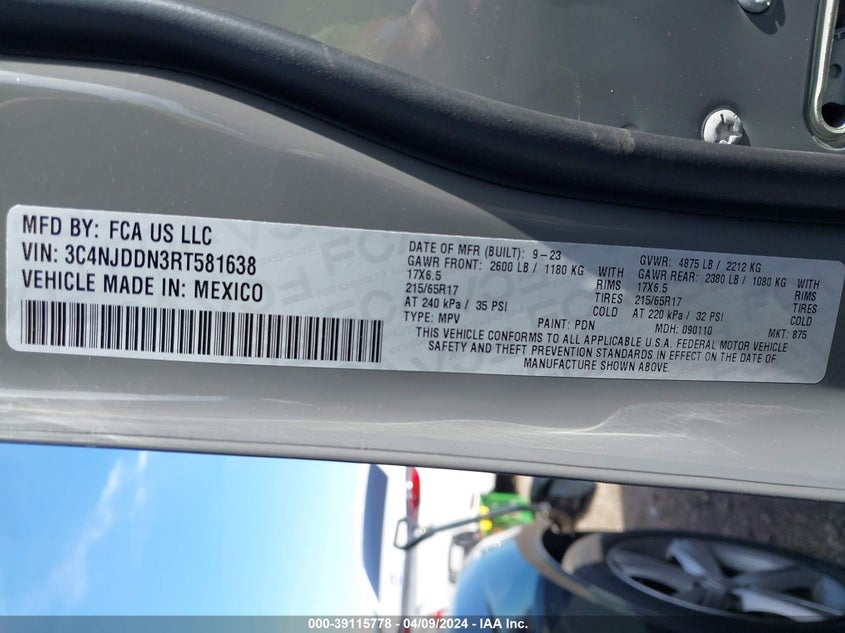 MFD BY: FCA US LLC
VIN: 3C4NJDDN3RT581638
VEHICLE MADE IN: MEXICO
DATE OF MFR (BUILT): 9-23 GVWR: 4875 LB / 2212 KG
GAWR FRONT: 2600 LB / 1180 KG GAWR REAR: 2380 LB / 1080 KG
17X6.5 RIMS 17X6.5 RIMS
215/65R17 TIRES 215/65R17 TIRES
AT 240 kPa / 35 PSI COLD AT 220 kPa / 32 PSI COLD
TYPE: MPV PAINT: PDN MDH: 090110 MKT: 875
THIS VEHICLE CONFORMS TO ALL APPLICABLE U.S.A. FEDERAL MOTOR VEHICLE
SAFETY AND THEFT PREVENTION STANDARDS IN EFFECT ON THE DATE OF
MANUFACTURE SHOWN ABOVE.
000-39115778 - 04/09/2024 - IAA Inc.